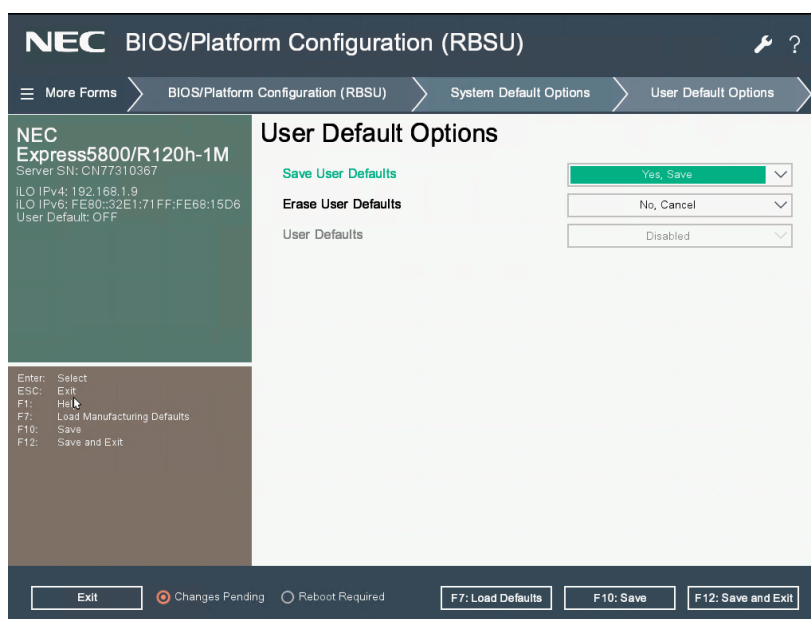 NEC BIOS/Platform Configuration (RBSU) ?
More Forms BIOS/Platform Configuration (RBSU) System Default Options User Default Options
NEC
Express5800/R120h-1M
Server SN: CN77310367
iLO IPv4: 192.168.1.9
iLO IPv6: FE80::32E1:71FF:FE68:15D6
User Default: OFF
User Default Options
Save User Defaults Yes, Save
Erase User Defaults No, Cancel
User Defaults Disabled
Enter: Select
ESC: Exit
F1: Help
F7: Load Manufacturing Defaults
F10: Save
F12: Save and Exit
Exit Changes Pending Reboot Required F7: Load Defaults F10: Save F12: Save and Exit